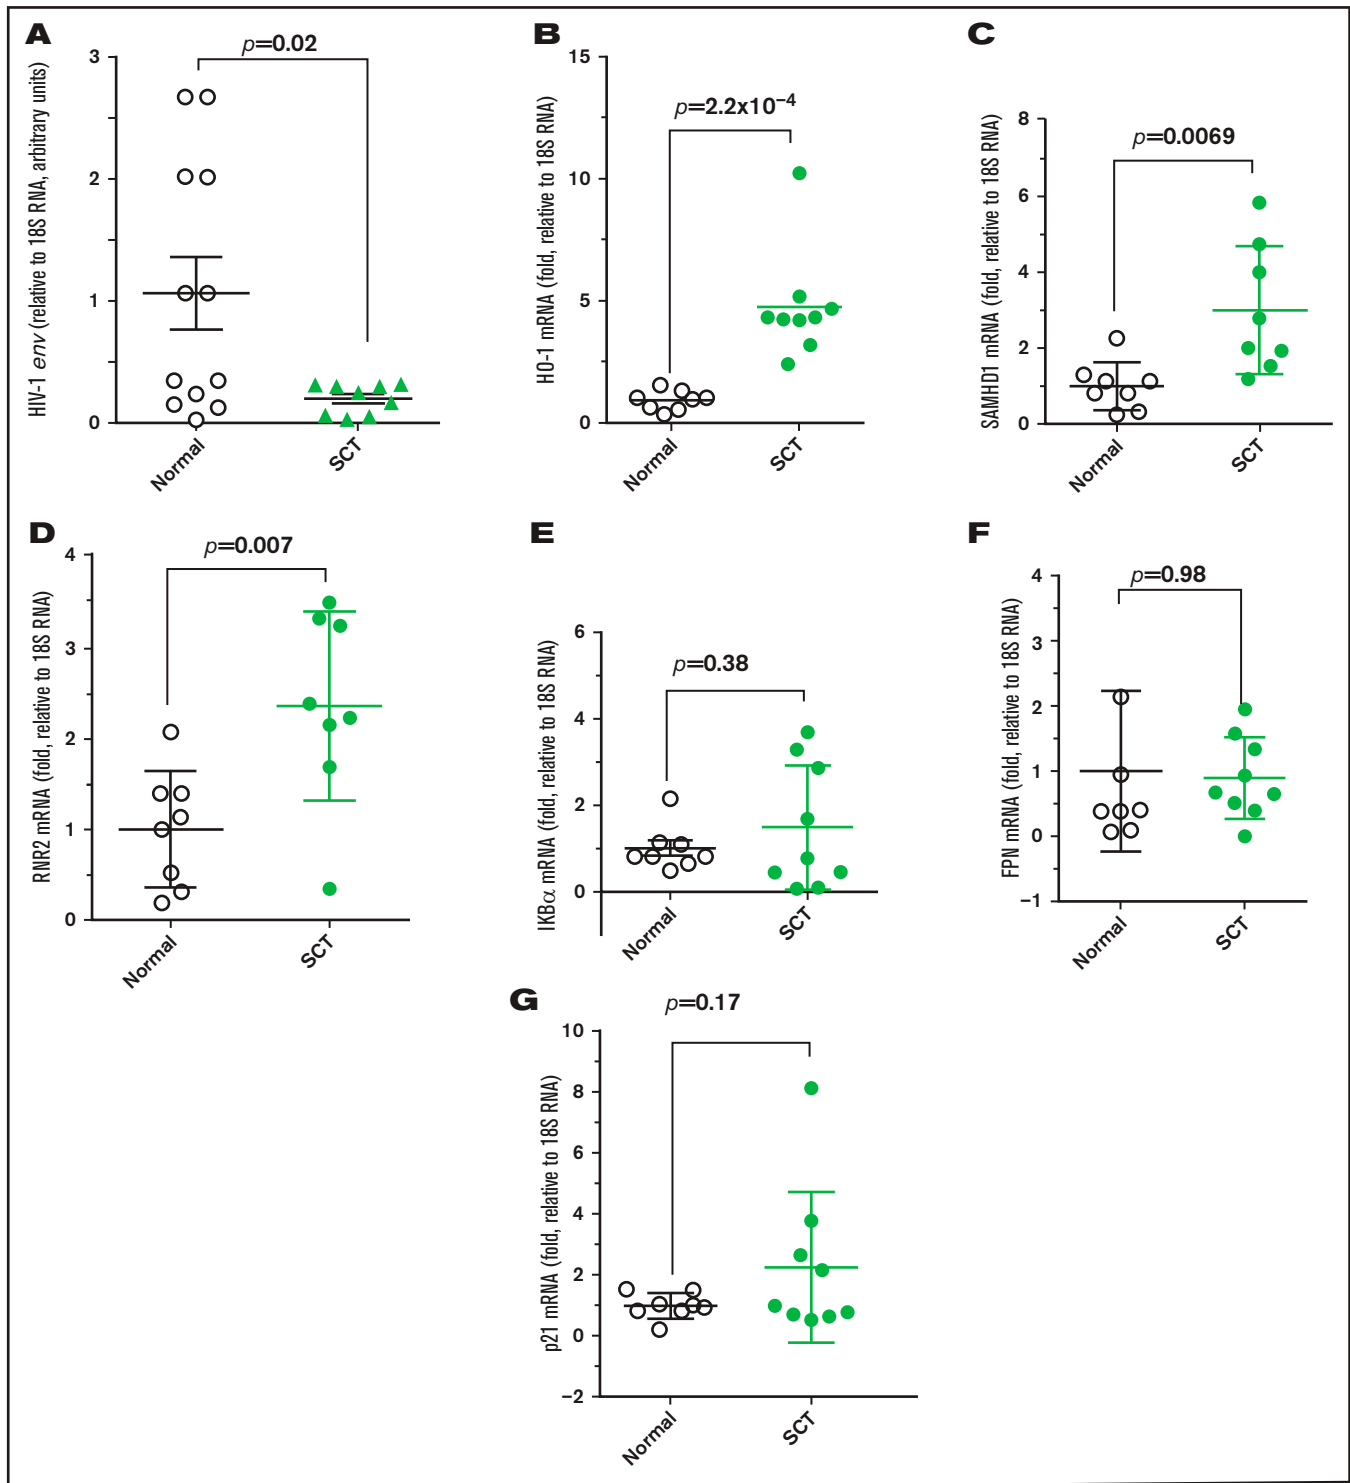 A
p=0.02
HIV-1 env (relative to 18S RNA, arbitrary units)
3
2
1
0
Normal
SCT
B
p=2.2x10⁻⁴
HO-1 mRNA (fold, relative to 18S RNA)
15
10
5
0
Normal
SCT
C
p=0.0069
SAMHD1 mRNA (fold, relative to 18S RNA)
8
6
4
2
0
Normal
SCT
D
p=0.007
RNR2 mRNA (fold, relative to 18S RNA)
4
3
2
1
0
Normal
SCT
E
p=0.38
IKBα mRNA (fold, relative to 18S RNA)
6
4
2
0
Normal
SCT
F
p=0.98
FPN mRNA (fold, relative to 18S RNA)
4
3
2
1
0
−1
Normal
SCT
G
p=0.17
p21 mRNA (fold, relative to 18S RNA)
10
8
6
4
2
0
−2
Normal
SCT